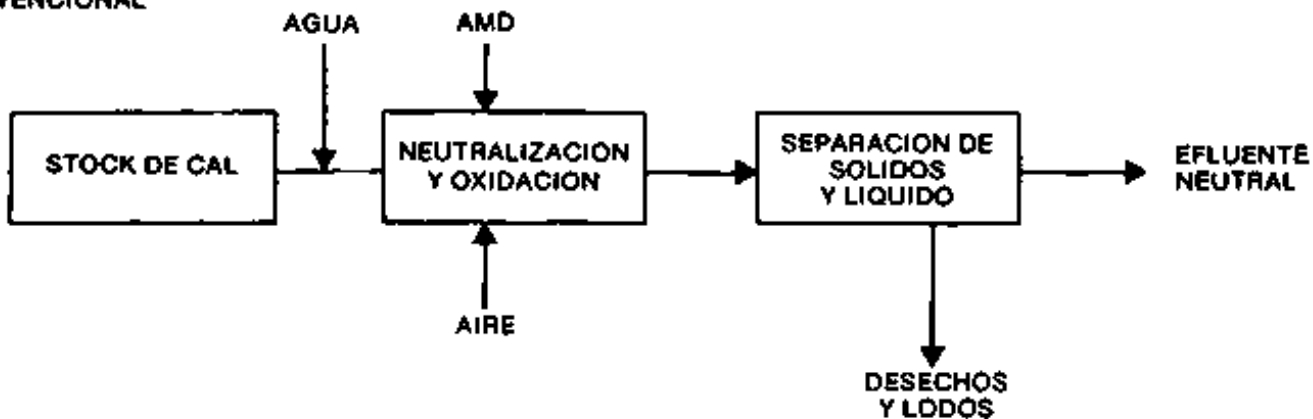 AGUA
AMD
STOCK DE CAL
NEUTRALIZACION
Y OXIDACION
SEPARACION DE
SOLIDOS
Y LIQUIDO
EFLUENTE
NEUTRAL
AIRE
DESECHOS
Y LODOS